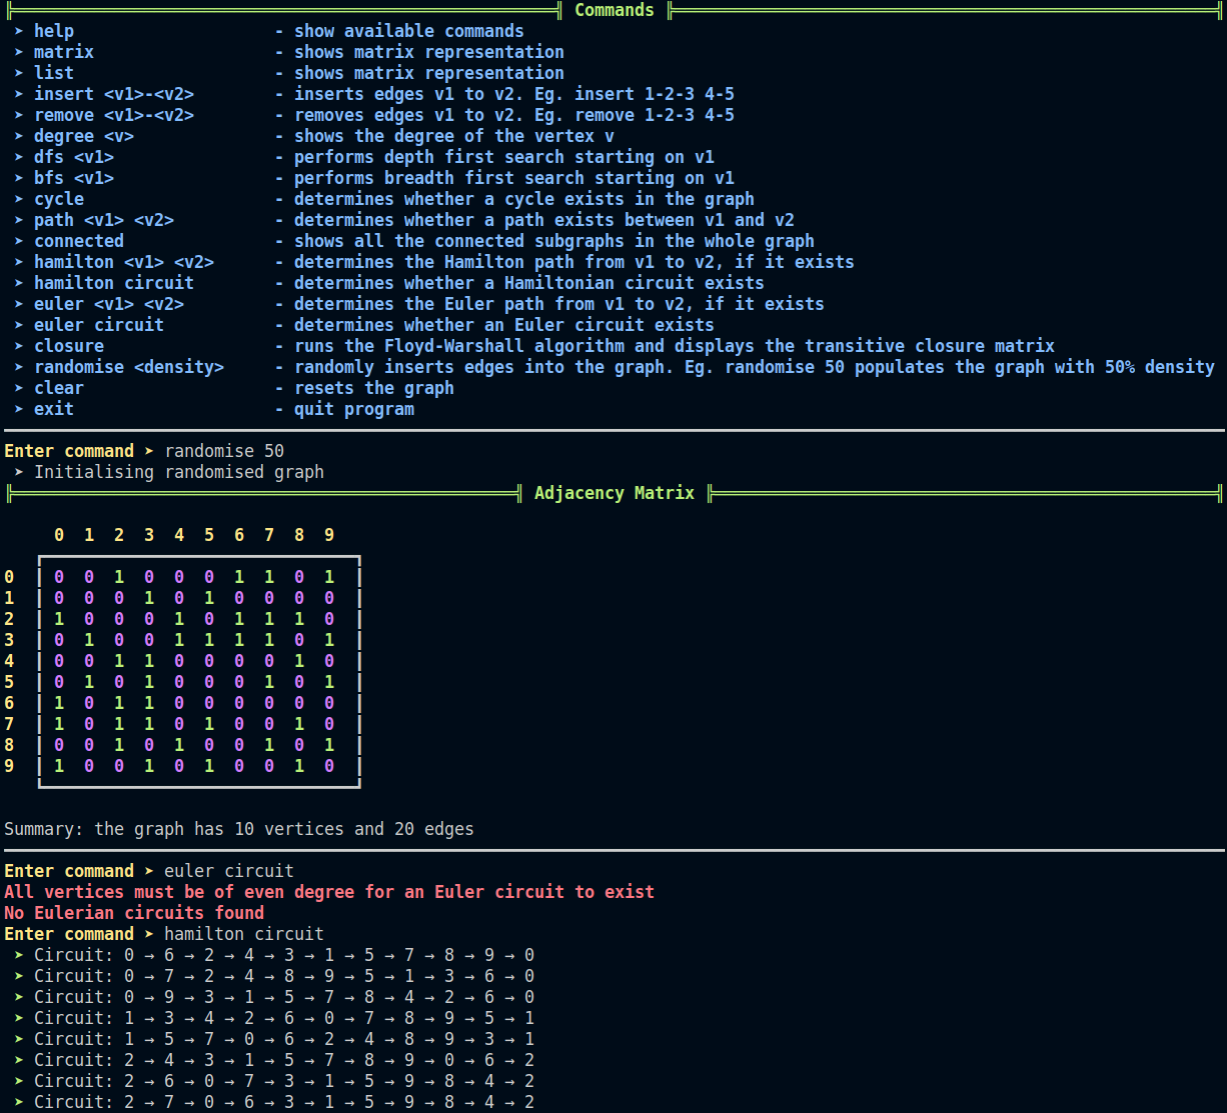 Commands
➤ help - show available commands
➤ matrix - shows matrix representation
➤ list - shows matrix representation
➤ insert <v1>-<v2> - inserts edges v1 to v2. Eg. insert 1-2-3 4-5
➤ remove <v1>-<v2> - removes edges v1 to v2. Eg. remove 1-2-3 4-5
➤ degree <v> - shows the degree of the vertex v
➤ dfs <v1> - performs depth first search starting on v1
➤ bfs <v1> - performs breadth first search starting on v1
➤ cycle - determines whether a cycle exists in the graph
➤ path <v1> <v2> - determines whether a path exists between v1 and v2
➤ connected - shows all the connected subgraphs in the whole graph
➤ hamilton <v1> <v2> - determines the Hamilton path from v1 to v2, if it exists
➤ hamilton circuit - determines whether a Hamiltonian circuit exists
➤ euler <v1> <v2> - determines the Euler path from v1 to v2, if it exists
➤ euler circuit - determines whether an Euler circuit exists
➤ closure - runs the Floyd-Warshall algorithm and displays the transitive closure matrix
➤ randomise <density> - randomly inserts edges into the graph. Eg. randomise 50 populates the graph with 50% density
➤ clear - resets the graph
➤ exit - quit program
Enter command ➤ randomise 50
➤ Initialising randomised graph
Adjacency Matrix
0 1 2 3 4 5 6 7 8 9
0 | 0 0 1 0 0 0 1 1 0 1 |
1 | 0 0 0 1 0 1 0 0 0 0 |
2 | 1 0 0 0 1 0 1 1 1 0 |
3 | 0 1 0 0 1 1 1 1 0 1 |
4 | 0 0 1 1 0 0 0 0 1 0 |
5 | 0 1 0 1 0 0 0 1 0 1 |
6 | 1 0 1 1 0 0 0 0 0 0 |
7 | 1 0 1 1 0 1 0 0 1 0 |
8 | 0 0 1 0 1 0 0 1 0 1 |
9 | 1 0 0 1 0 1 0 0 1 0 |
Summary: the graph has 10 vertices and 20 edges
Enter command ➤ euler circuit
All vertices must be of even degree for an Euler circuit to exist
No Eulerian circuits found
Enter command ➤ hamilton circuit
➤ Circuit: 0 → 6 → 2 → 4 → 3 → 1 → 5 → 7 → 8 → 9 → 0
➤ Circuit: 0 → 7 → 2 → 4 → 8 → 9 → 5 → 1 → 3 → 6 → 0
➤ Circuit: 0 → 9 → 3 → 1 → 5 → 7 → 8 → 4 → 2 → 6 → 0
➤ Circuit: 1 → 3 → 4 → 2 → 6 → 0 → 7 → 8 → 9 → 5 → 1
➤ Circuit: 1 → 5 → 7 → 0 → 6 → 2 → 4 → 8 → 9 → 3 → 1
➤ Circuit: 2 → 4 → 3 → 1 → 5 → 7 → 8 → 9 → 0 → 6 → 2
➤ Circuit: 2 → 6 → 0 → 7 → 3 → 1 → 5 → 9 → 8 → 4 → 2
➤ Circuit: 2 → 7 → 0 → 6 → 3 → 1 → 5 → 9 → 8 → 4 → 2